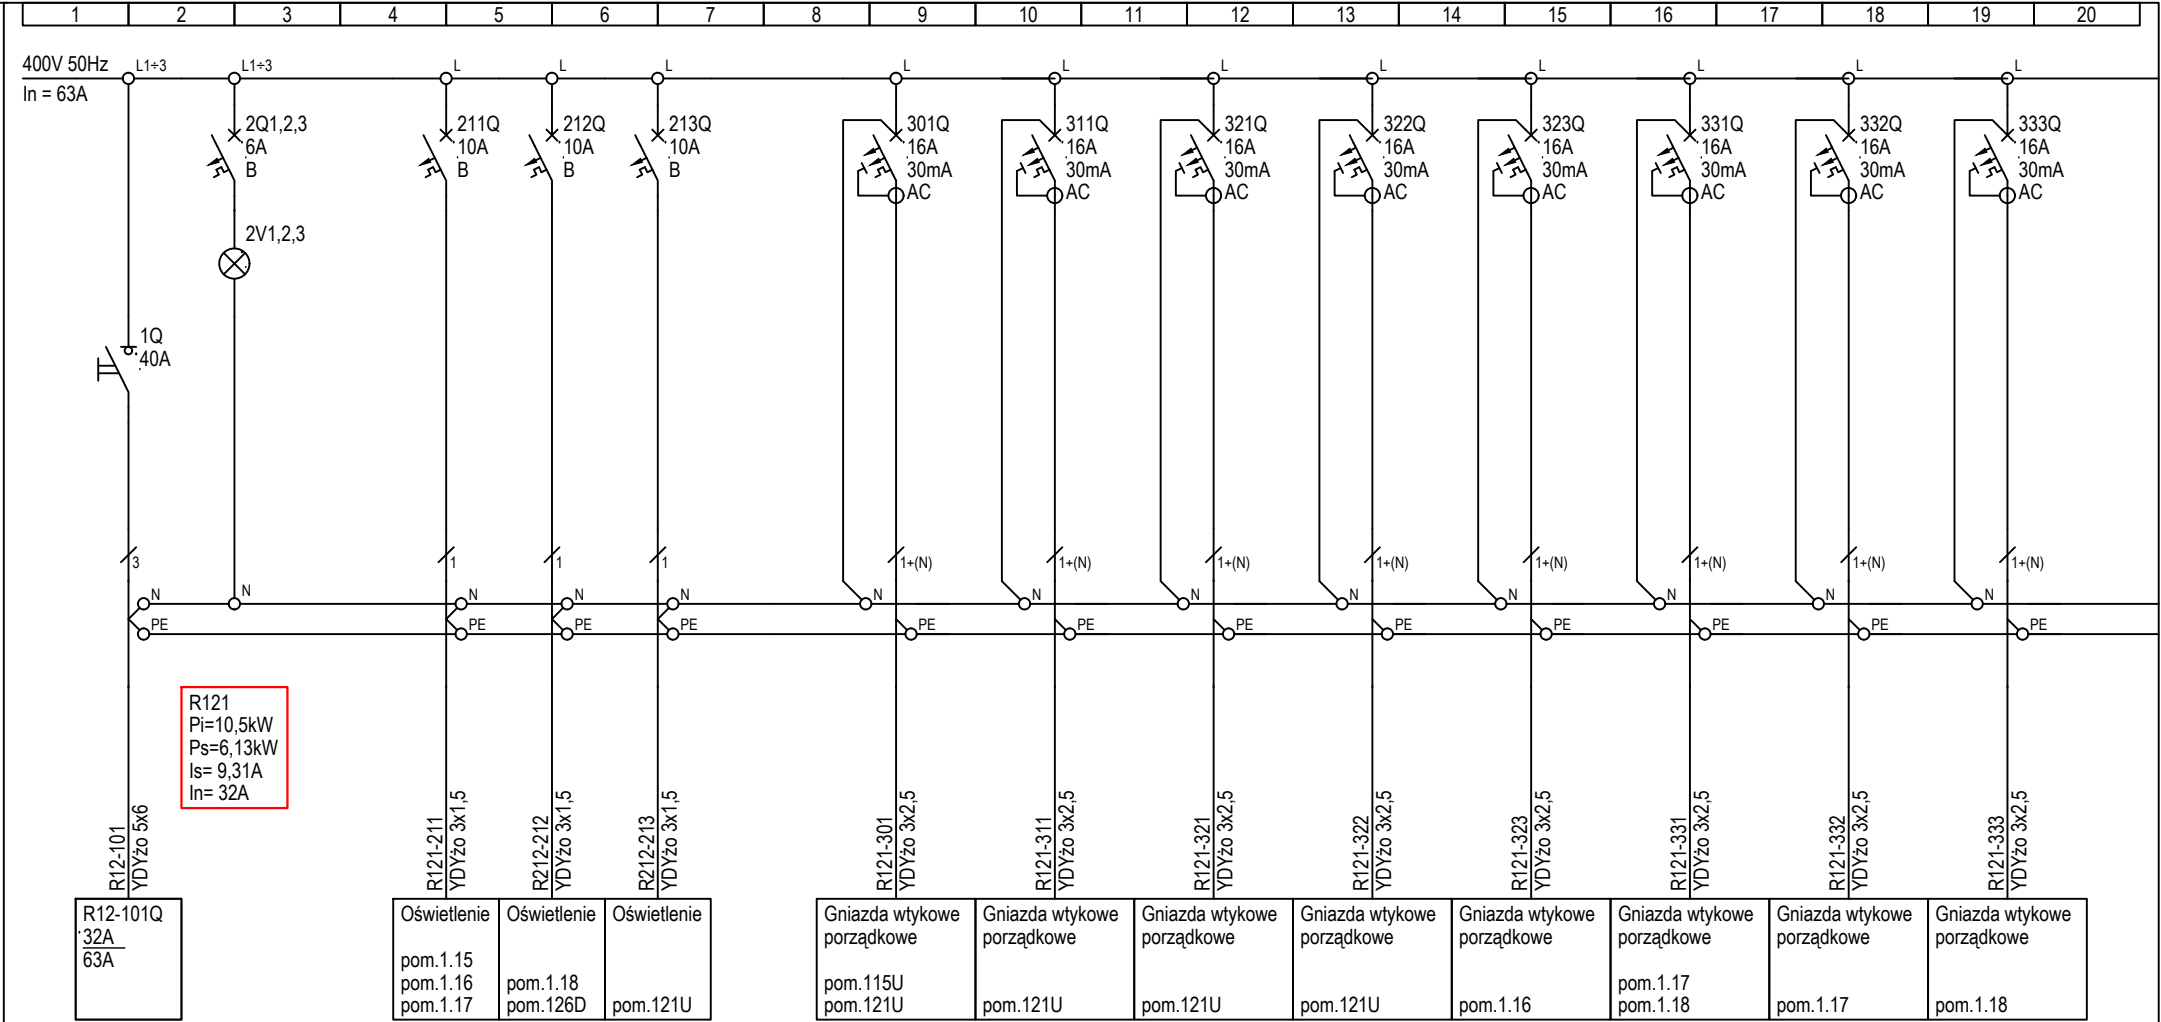 1 2 3 4 5 6 7 8 9 10 11 12 13 14 15 16 17 18 19 20
400V 50Hz
In = 63A
L1÷3 L1÷3 L L L L L L L L L L L
2Q1,2,3
6A
B
211Q
10A
B
212Q
10A
B
213Q
10A
B
301Q
16A
30mA
AC
311Q
16A
30mA
AC
321Q
16A
30mA
AC
322Q
16A
30mA
AC
323Q
16A
30mA
AC
331Q
16A
30mA
AC
332Q
16A
30mA
AC
333Q
16A
30mA
AC
2V1,2,3
1Q
40A
3 1 1 1 1+(N) 1+(N) 1+(N) 1+(N) 1+(N) 1+(N) 1+(N) 1+(N)
N N N N N N N N N N N N N
PE PE PE PE PE PE PE PE PE PE PE PE
R121
Pi=10,5kW
Ps=6,13kW
Is= 9,31A
In= 32A
R12-101
YDYżo 5x6
R121-211
YDYżo 3x1,5
R212-212
YDYżo 3x1,5
R212-213
YDYżo 3x1,5
R121-301
YDYżo 3x2,5
R121-311
YDYżo 3x2,5
R121-321
YDYżo 3x2,5
R121-322
YDYżo 3x2,5
R121-323
YDYżo 3x2,5
R121-331
YDYżo 3x2,5
R121-332
YDYżo 3x2,5
R121-333
YDYżo 3x2,5
R12-101Q
32A
63A
Oświetlenie
pom.1.15
pom.1.16
pom.1.17
Oświetlenie
pom.1.18
pom.126D
Oświetlenie
pom.121U
Gniazda wtykowe
porządkowe
pom.115U
pom.121U
Gniazda wtykowe
porządkowe
pom.121U
Gniazda wtykowe
porządkowe
pom.121U
Gniazda wtykowe
porządkowe
pom.121U
Gniazda wtykowe
porządkowe
pom.1.16
Gniazda wtykowe
porządkowe
pom.1.17
pom.1.18
Gniazda wtykowe
porządkowe
pom.1.17
Gniazda wtykowe
porządkowe
pom.1.18